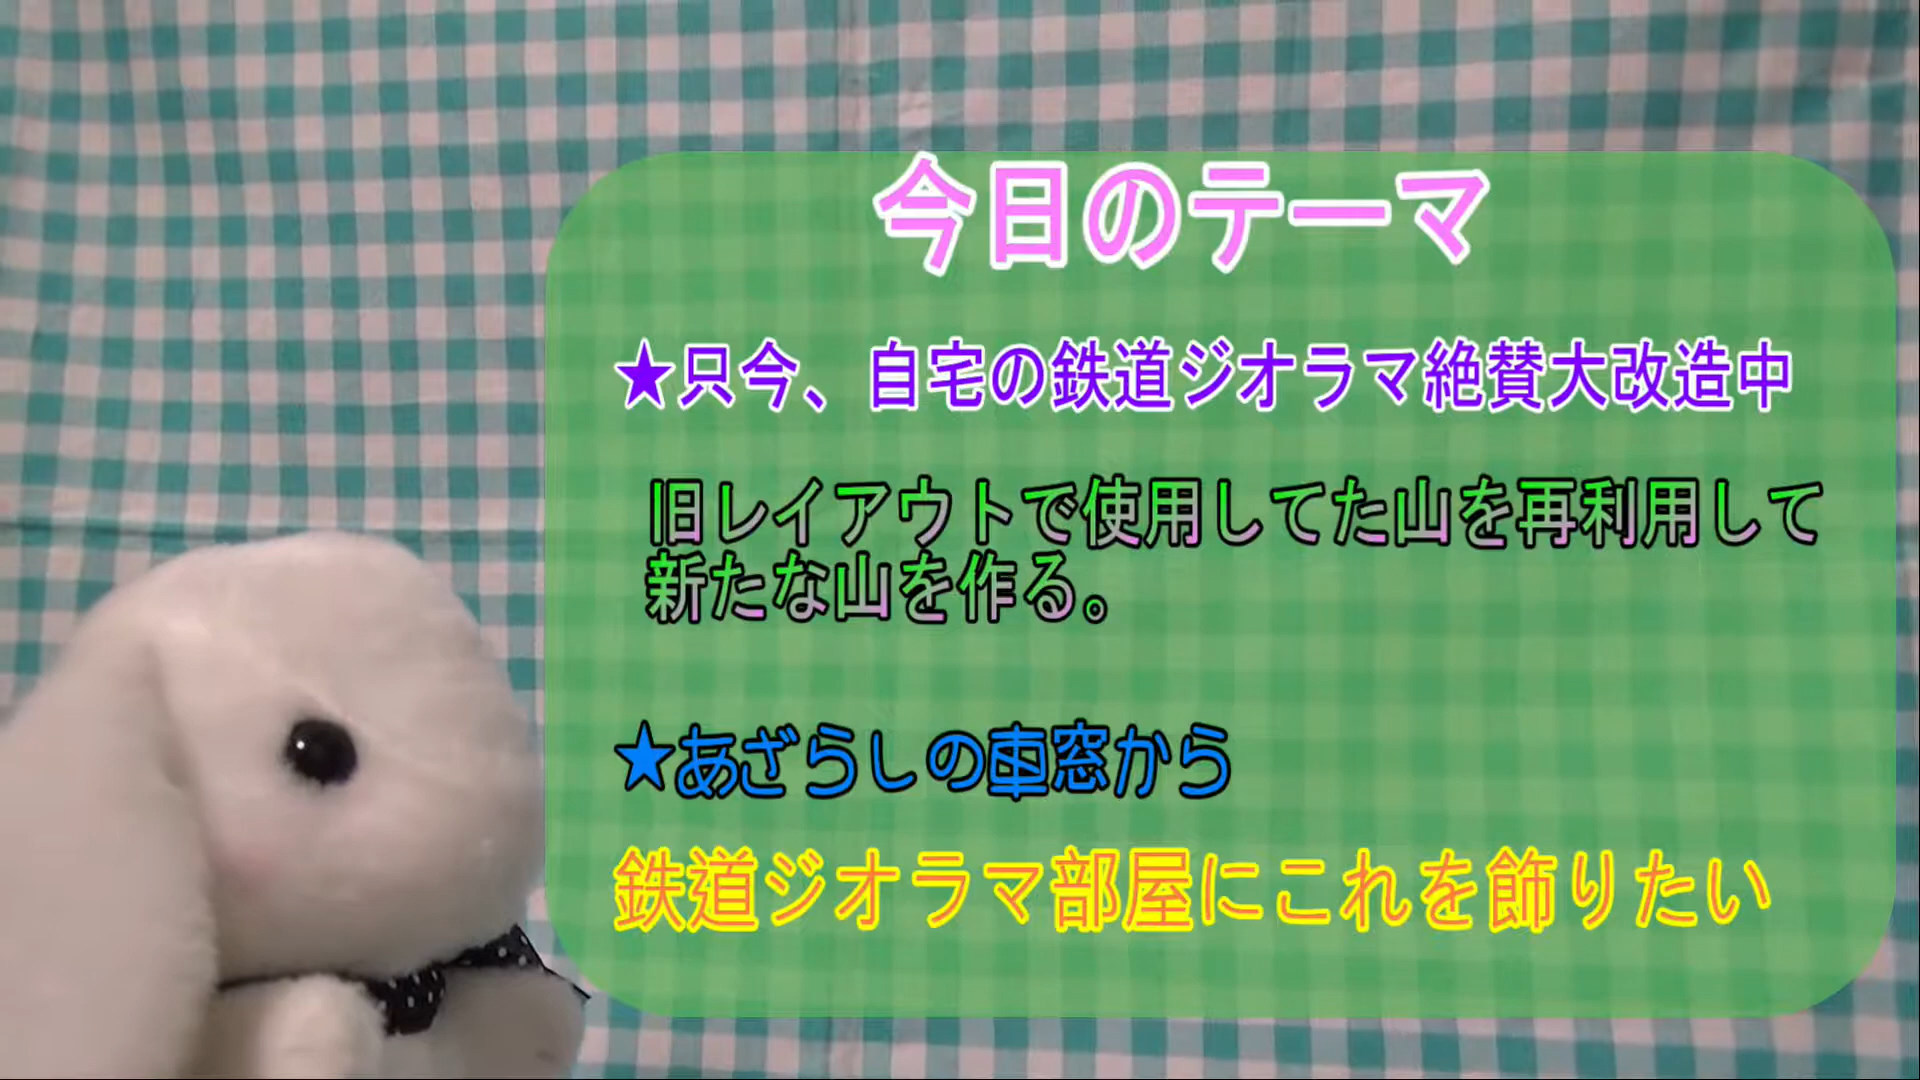 今日のテーマ
★只今、自宅の鉄道ジオラマ絶賛大改造中
旧レイアウトで使用してた山を再利用して
新たな山を作る。
★あざらしの車窓から
鉄道ジオラマ部屋にこれを飾りたい